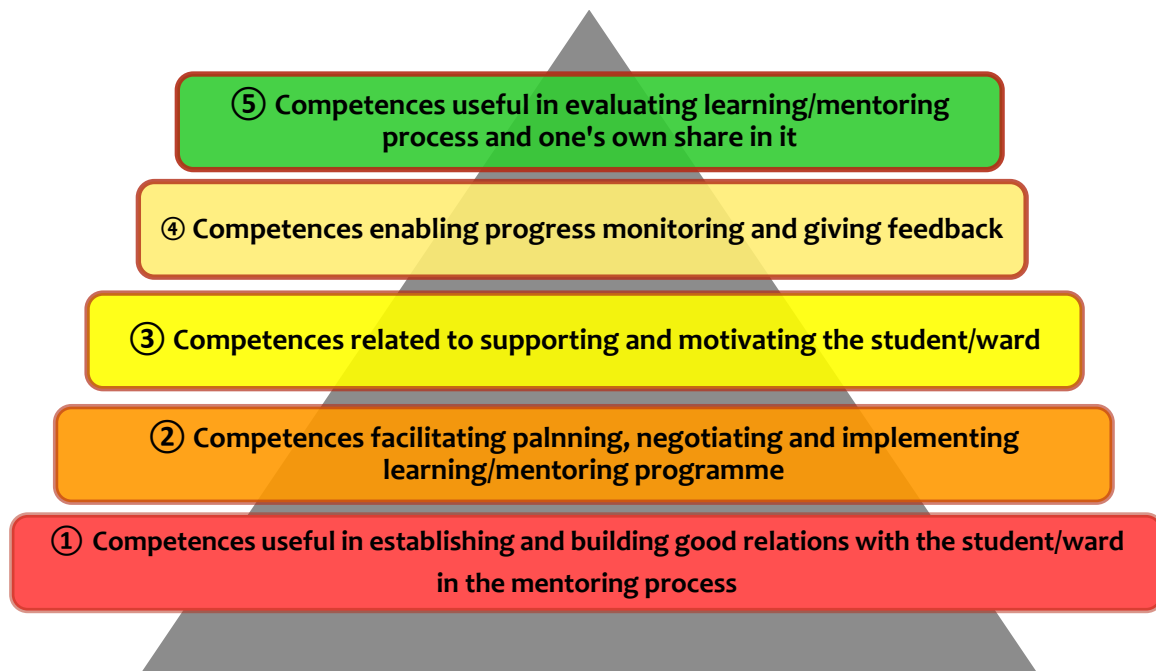 ⑤ Competences useful in evaluating learning/mentoring
process and one's own share in it
④ Competences enabling progress monitoring and giving feedback
③ Competences related to supporting and motivating the student/ward
② Competences facilitating palnning, negotiating and implementing
learning/mentoring programme
① Competences useful in establishing and building good relations with the student/ward
in the mentoring process